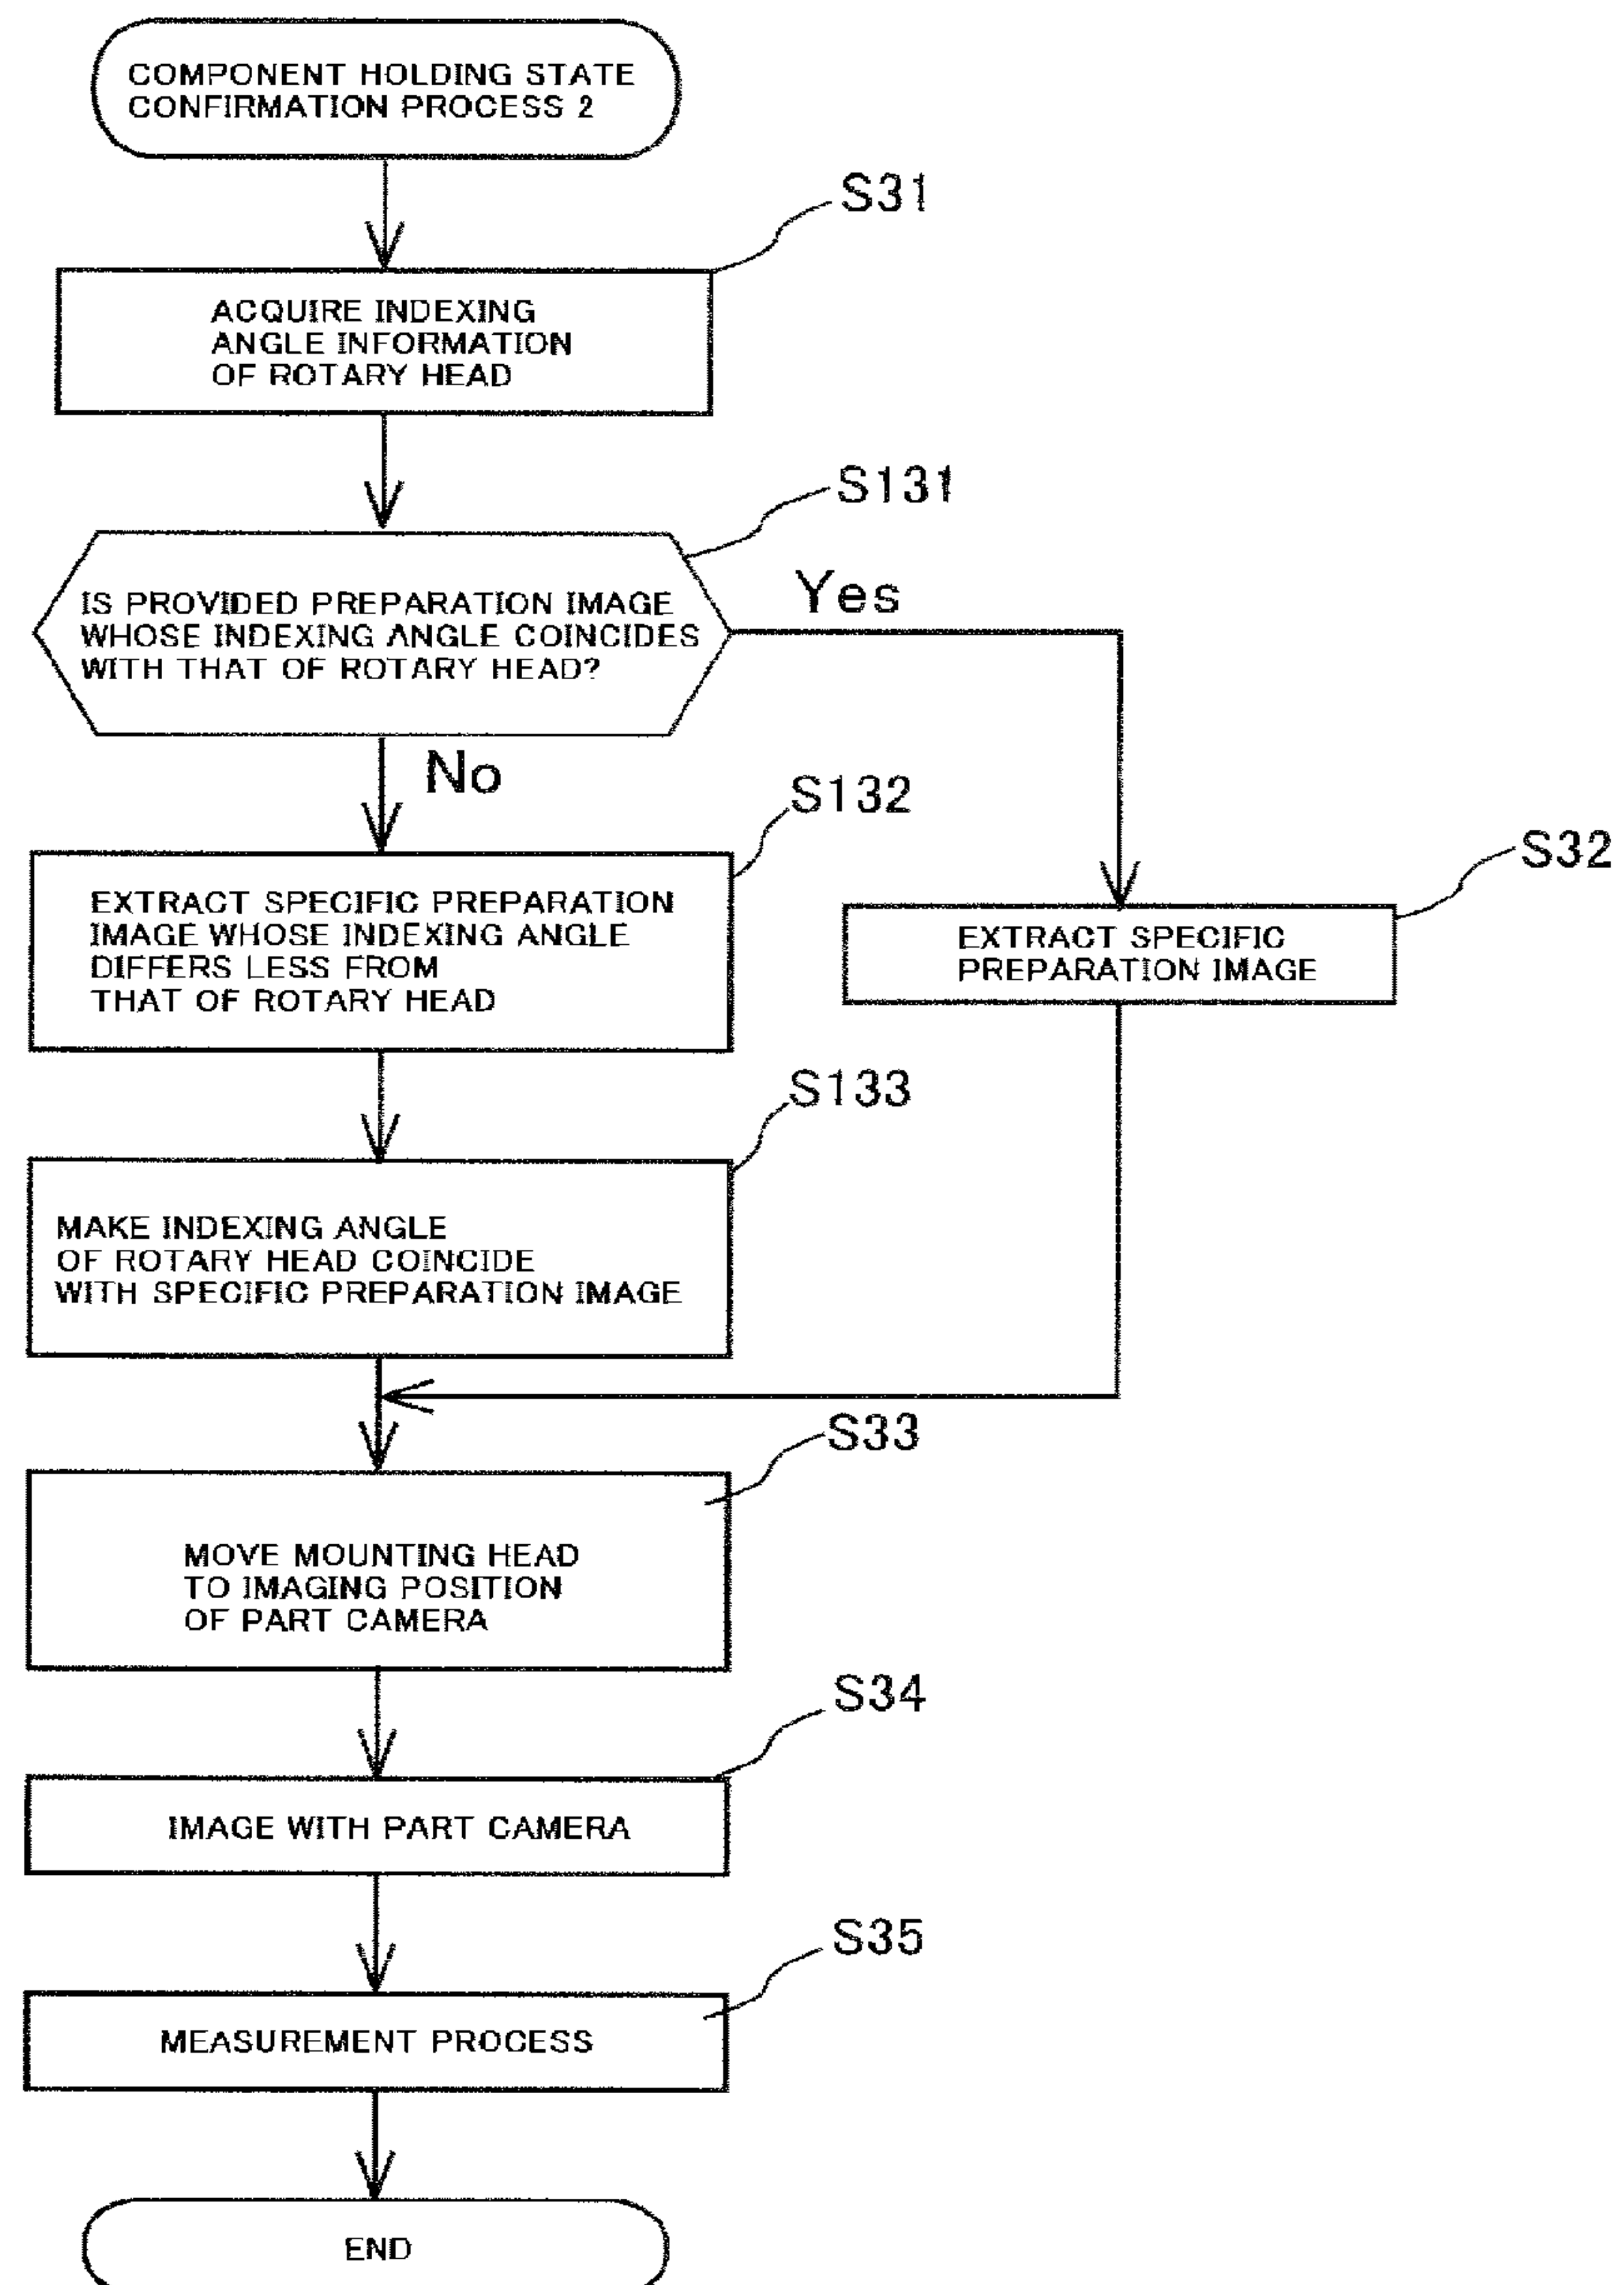 COMPONENT HOLDING STATE
CONFIRMATION PROCESS 2
S31
ACQUIRE INDEXING
ANGLE INFORMATION
OF ROTARY HEAD
S131
IS PROVIDED PREPARATION IMAGE
WHOSE INDEXING ANGLE COINCIDES
WITH THAT OF ROTARY HEAD?
Yes
No
S132
EXTRACT SPECIFIC PREPARATION
IMAGE WHOSE INDEXING ANGLE
DIFFERS LESS FROM
THAT OF ROTARY HEAD
S32
EXTRACT SPECIFIC
PREPARATION IMAGE
S133
MAKE INDEXING ANGLE
OF ROTARY HEAD COINCIDE
WITH SPECIFIC PREPARATION IMAGE
S33
MOVE MOUNTING HEAD
TO IMAGING POSITION
OF PART CAMERA
S34
IMAGE WITH PART CAMERA
S35
MEASUREMENT PROCESS
END